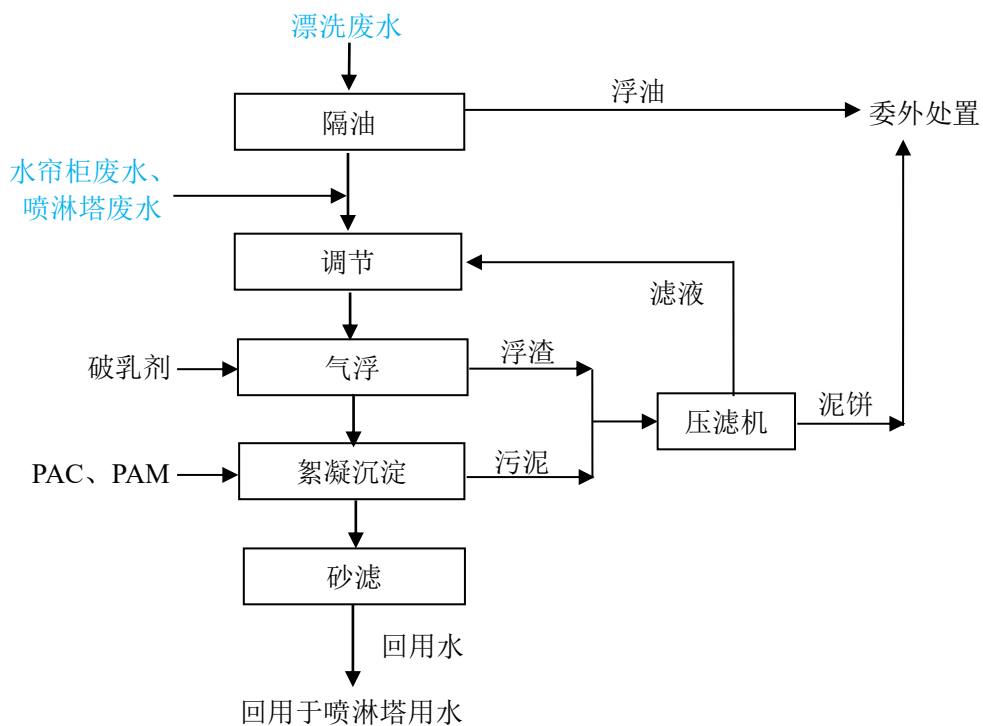 漂洗废水
浮油
隔油
委外处置
水帘柜废水、
喷淋塔废水
调节
滤液
破乳剂
气浮
浮渣
压滤机
泥饼
PAC、PAM
絮凝沉淀
污泥
砂滤
回用水
回用于喷淋塔用水